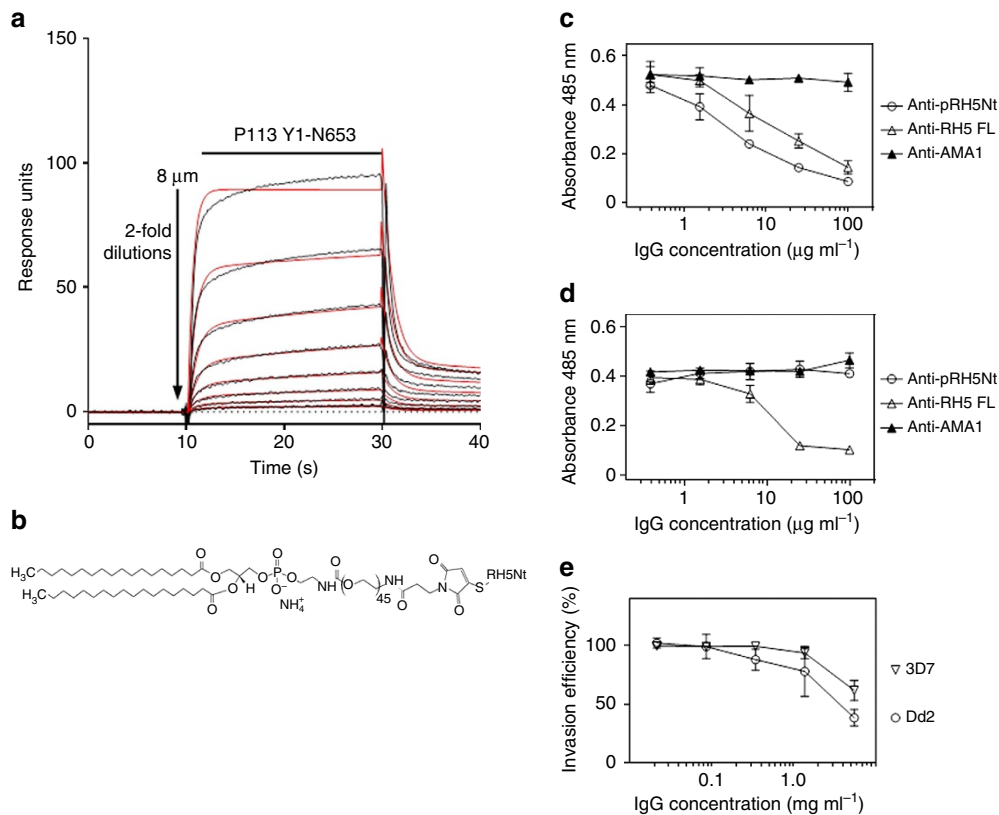 a
150
100
50
0
Response units
P113 Y1-N653
8 μm
2-fold
dilutions
0
10
20
30
40
Time (s)
b
H3C
H3C
O
O
O
O
H
O
P
O
O–
O
NH4+
NH
O
(O
)
45
NH
O
O
N
O
S
RH5Nt
c
0.6
0.4
0.2
0
Absorbance 485 nm
1
10
100
IgG concentration (μg ml–1)
Anti-pRH5Nt
Anti-RH5 FL
Anti-AMA1
d
0.6
0.4
0.2
0
Absorbance 485 nm
1
10
100
IgG concentration (μg ml–1)
Anti-pRH5Nt
Anti-RH5 FL
Anti-AMA1
e
100
50
0
Invasion efficiency (%)
0.1
1.0
IgG concentration (mg ml–1)
3D7
Dd2